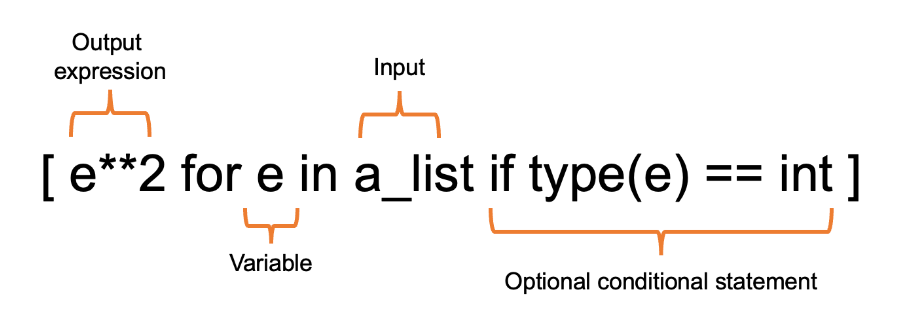 Output
expression
Input
[ e**2 for e in a_list if type(e) == int ]
Variable
Optional conditional statement